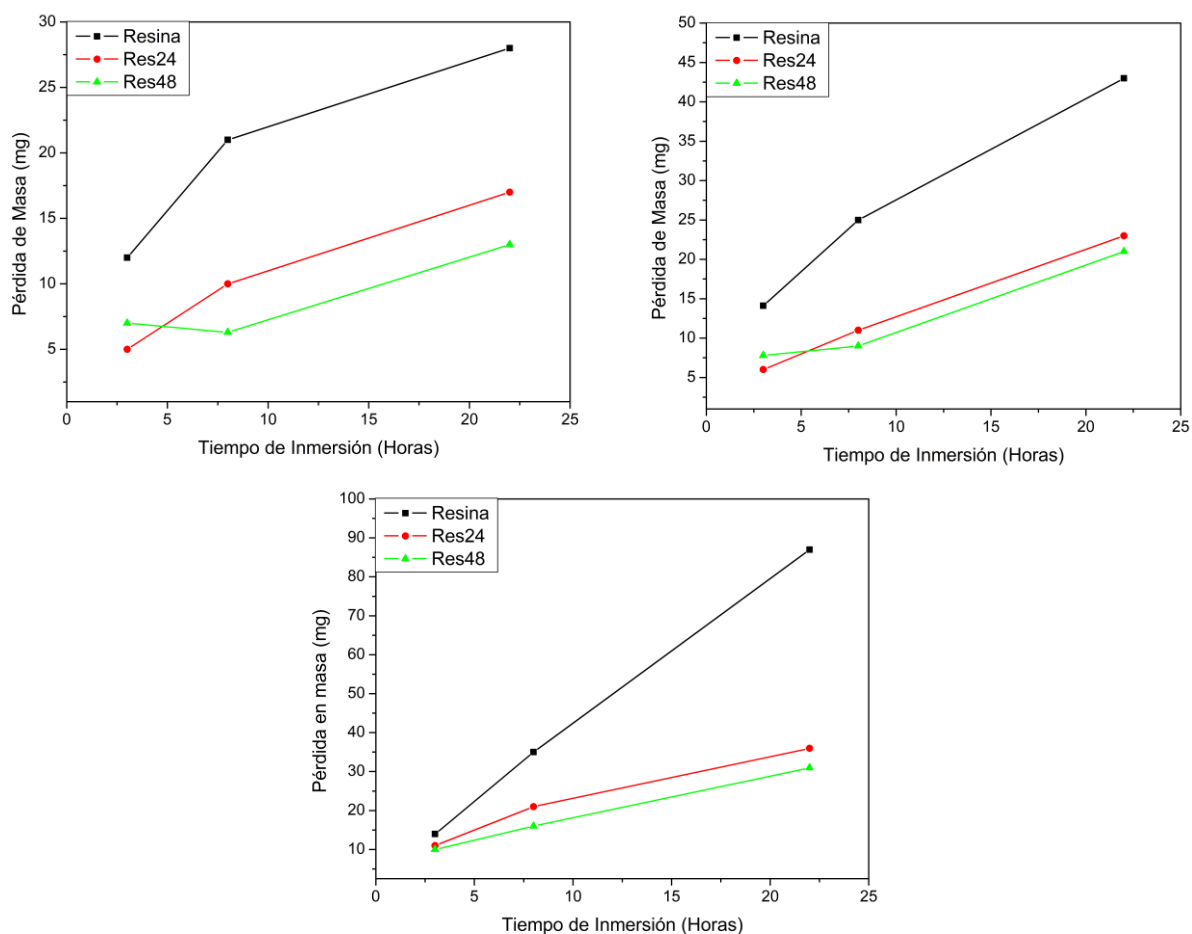 Resina
Res24
Res48
Pérdida de Masa (mg)
30
25
20
15
10
5
0
5
10
15
20
25
Tiempo de Inmersión (Horas)
Resina
Res24
Res48
Pérdida de Masa (mg)
50
45
40
35
30
25
20
15
10
5
0
5
10
15
20
25
Tiempo de Inmersión (Horas)
Resina
Res24
Res48
Pérdida en masa (mg)
100
90
80
70
60
50
40
30
20
10
0
5
10
15
20
25
Tiempo de Inmersión (Horas)